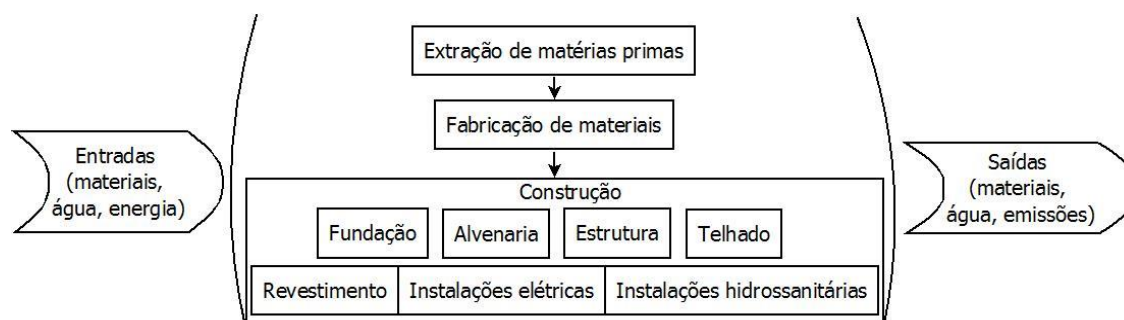 Extração de matérias primas
Fabricação de materiais
Entradas
(materiais,
água, energia)
Construção
Fundação
Alvenaria
Estrutura
Telhado
Revestimento
Instalações elétricas
Instalações hidrossanitárias
Saídas
(materiais,
água, emissões)